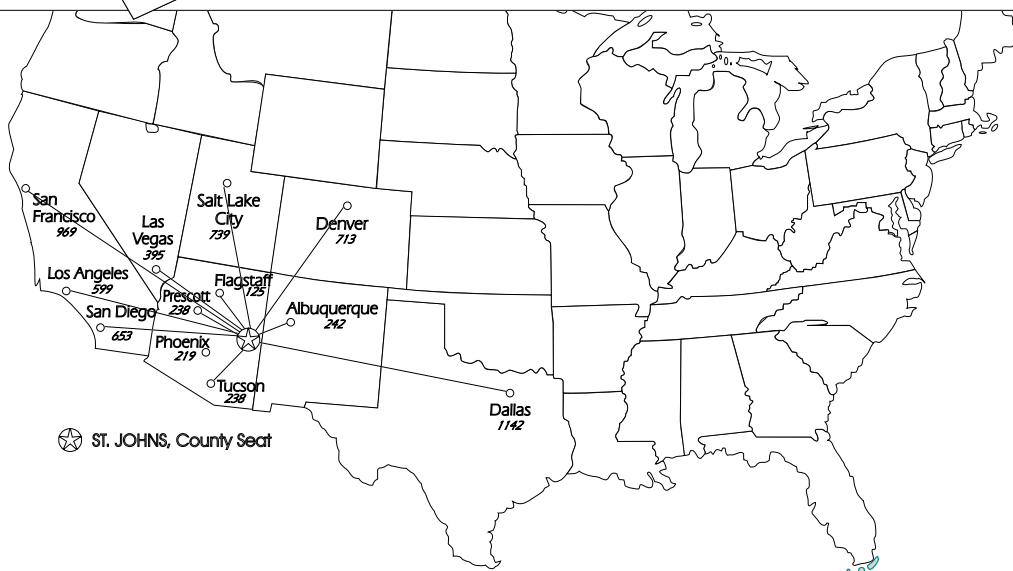 San
Francisco
969
Las
Vegas
395
Salt Lake
City
739
Denver
713
Los Angeles
599
Flagstaff
125
Prescott
238
San Diego
653
Albuquerque
242
Phoenix
219
Tucson
238
Dallas
1142
ST. JOHNS, County Seat